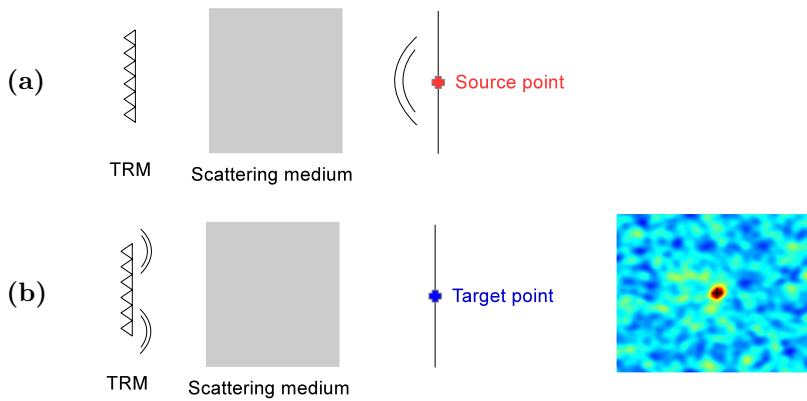 (a)
Source point
TRM
Scattering medium
(b)
Target point
TRM
Scattering medium